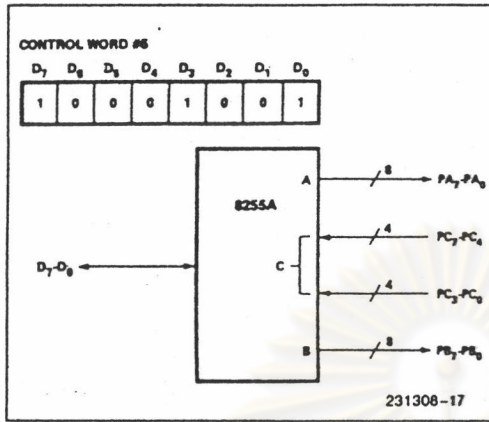 CONTROL WORD #6
D7 D6 D5 D4 D3 D2 D1 D0
1 0 0 0 1 0 0 1
A 8 PA7-PA0
8255A
4 PC7-PC4
D7-D0 C
4 PC3-PC0
B 8 PB7-PB0
231308-17